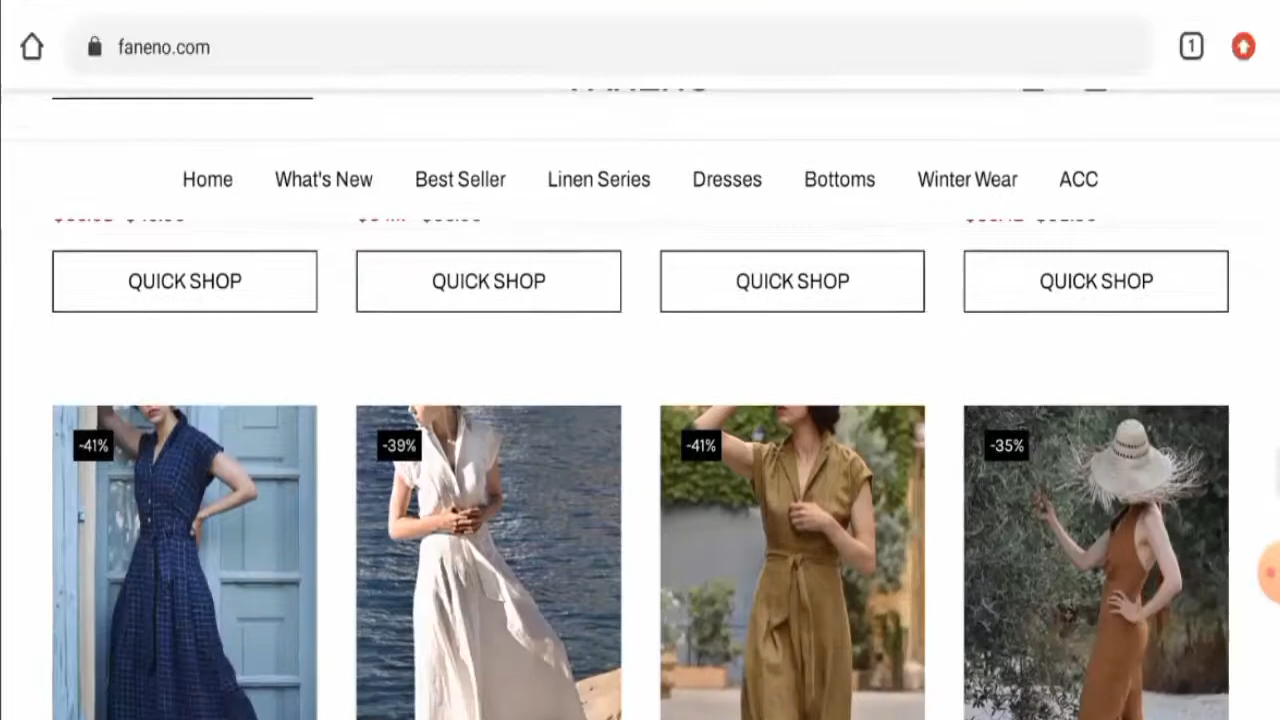 faneno.com 1
Home What's New Best Seller Linen Series Dresses Bottoms Winter Wear ACC
QUICK SHOP QUICK SHOP QUICK SHOP QUICK SHOP
-41% -39% -41% -35%